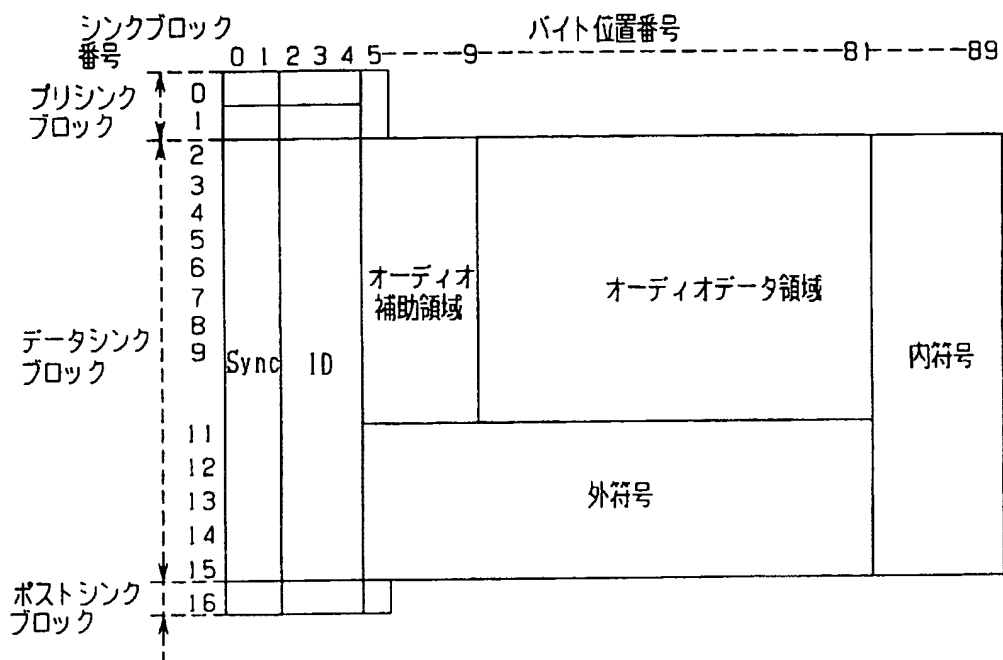 シンクブロック
番号
バイト位置番号
0 1 2 3 4 5 9 81 89
プリシンク
ブロック
0
1
データシンク
ブロック
2
3
4
5
6
7
8
9
11
12
13
14
15
Sync
ID
オーディオ
補助領域
オーディオデータ領域
内符号
外符号
ポストシンク
ブロック
16